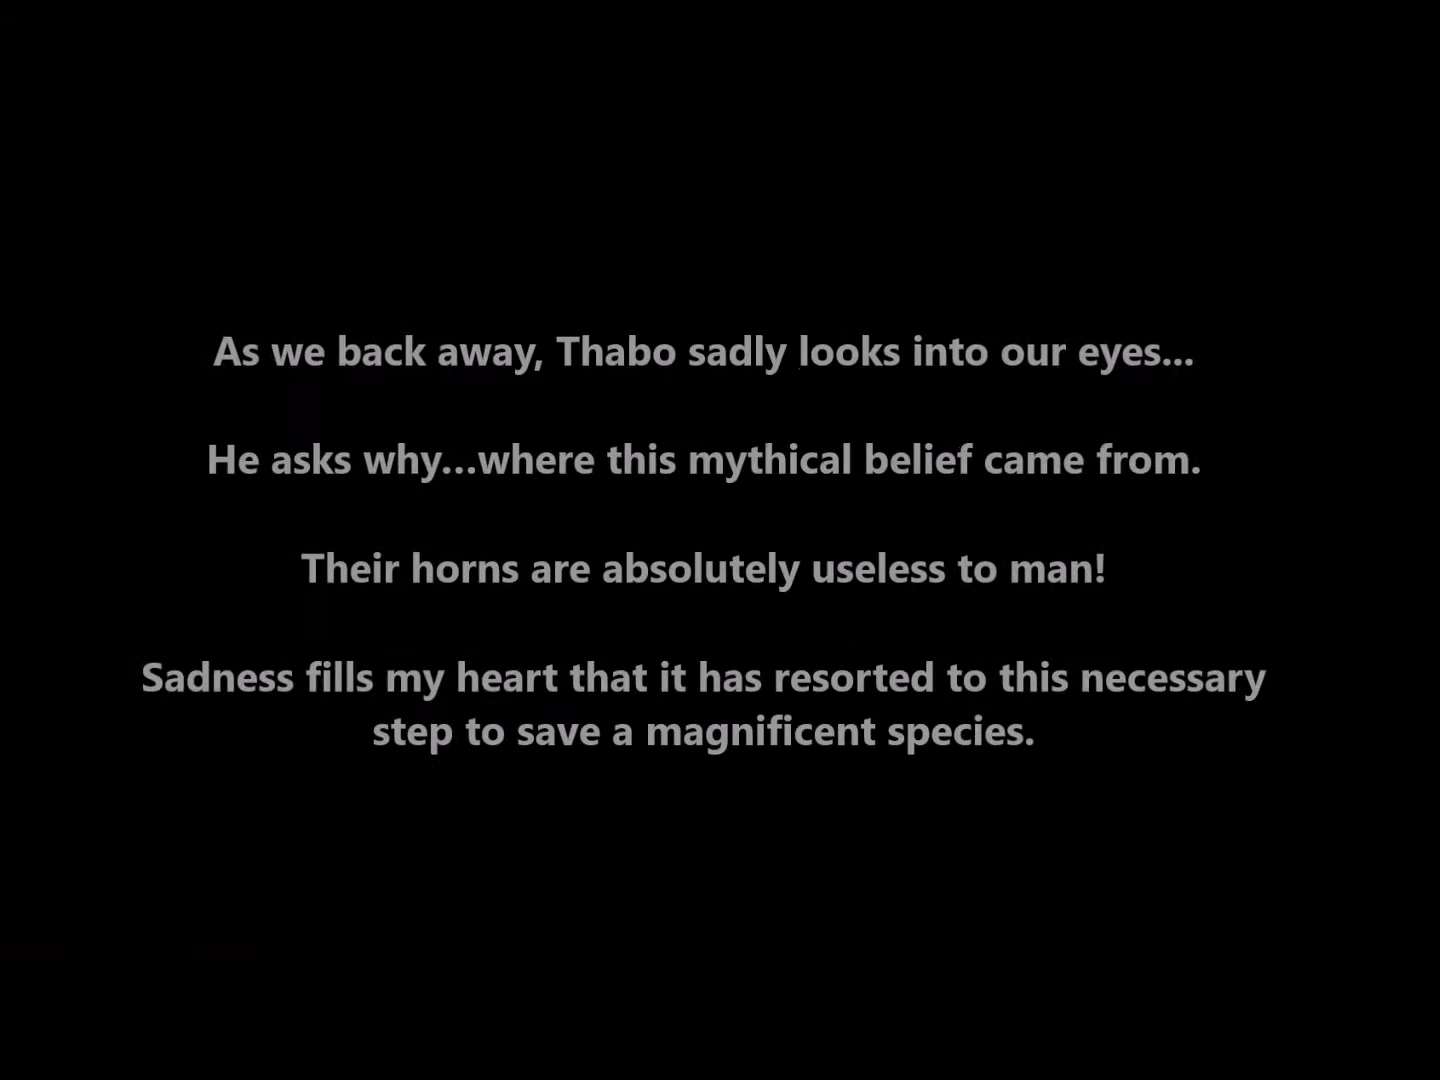 As we back away, Thabo sadly looks into our eyes...
He asks why...where this mythical belief came from.
Their horns are absolutely useless to man!
Sadness fills my heart that it has resorted to this necessary
step to save a magnificent species.